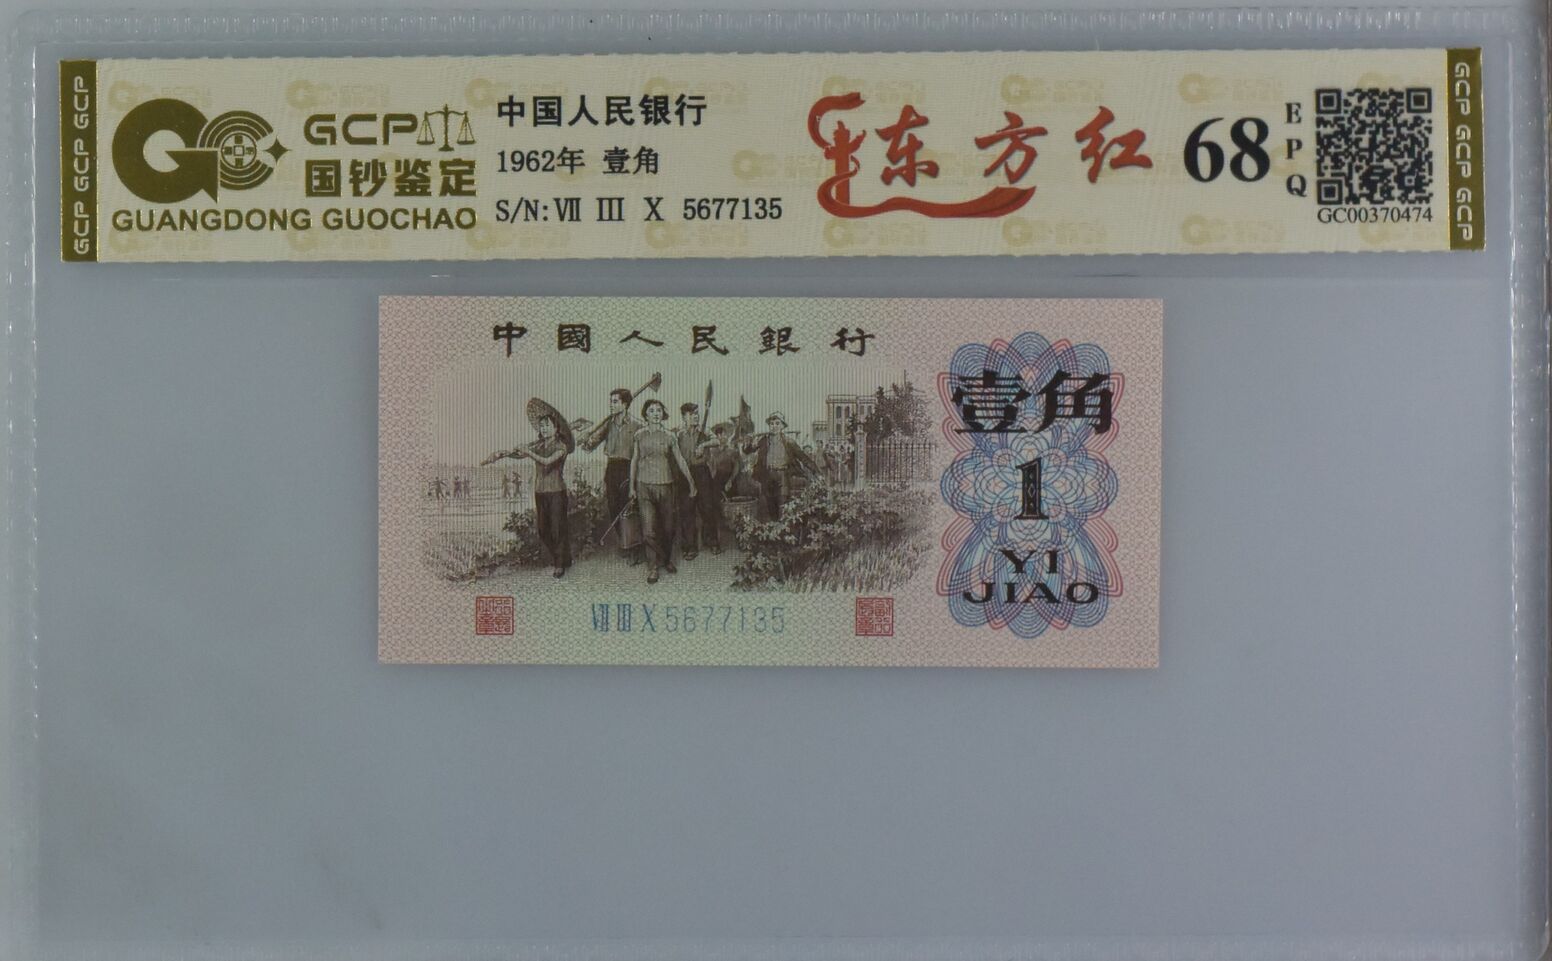 GCP GCP GCP
GCP
国钞鉴定
GUANGDONG GUOCHAO
中国人民银行
1962年 壹角
S/N: Ⅶ Ⅲ Ⅹ 5677135
东方红
68
EPQ
GC00370474
GCP GCP GCP
中國人民銀行
壹角
1
YI
JIAO
Ⅶ Ⅲ Ⅹ 5677135